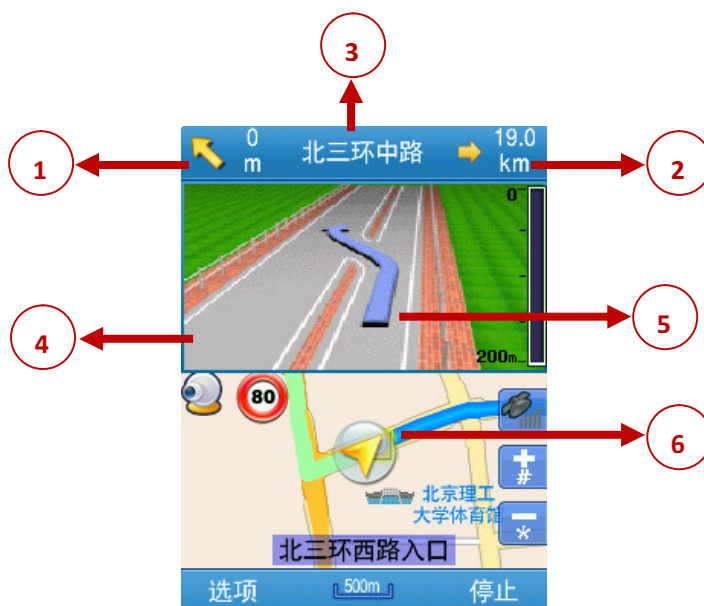 3
0
m
北三环中路
19.0
km
1
2
0
200m
4
5
80
6
#
北京理工
大学体育馆
*
北三环西路入口
选项
500m
停止